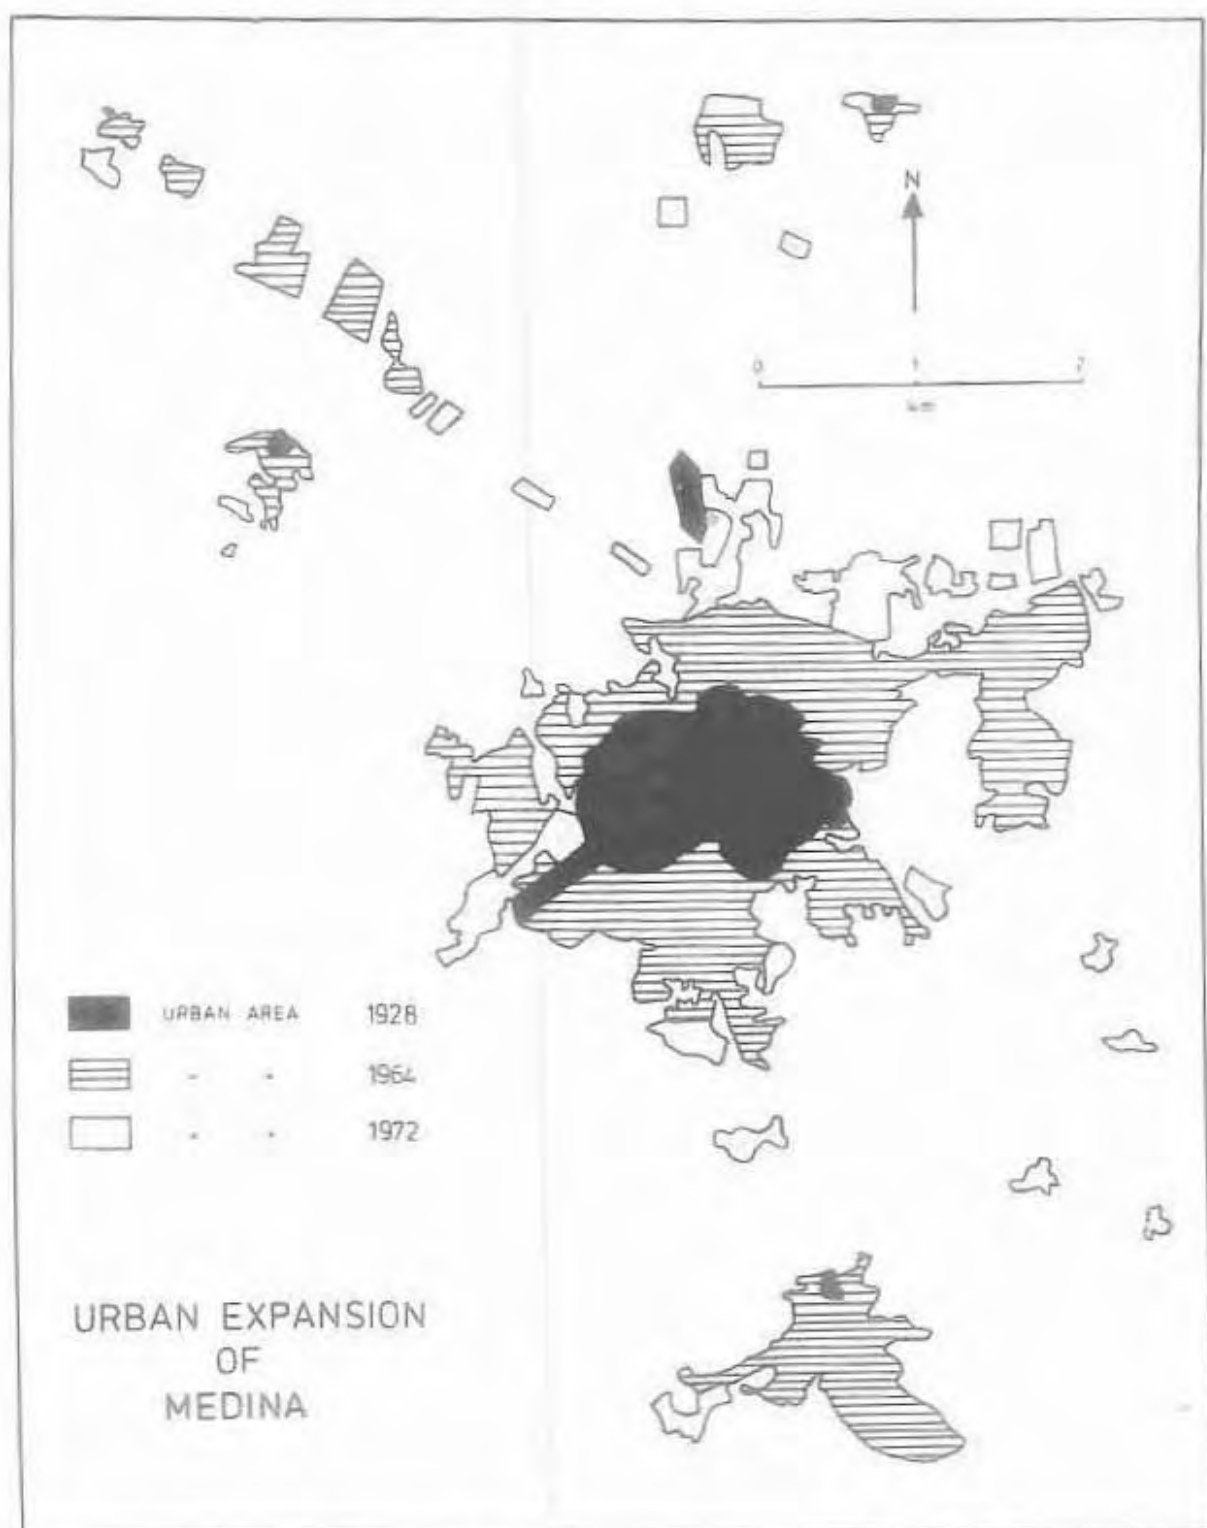 N
0 1 2
km
URBAN AREA 1928
" " 1964
" " 1972
URBAN EXPANSION
OF
MEDINA